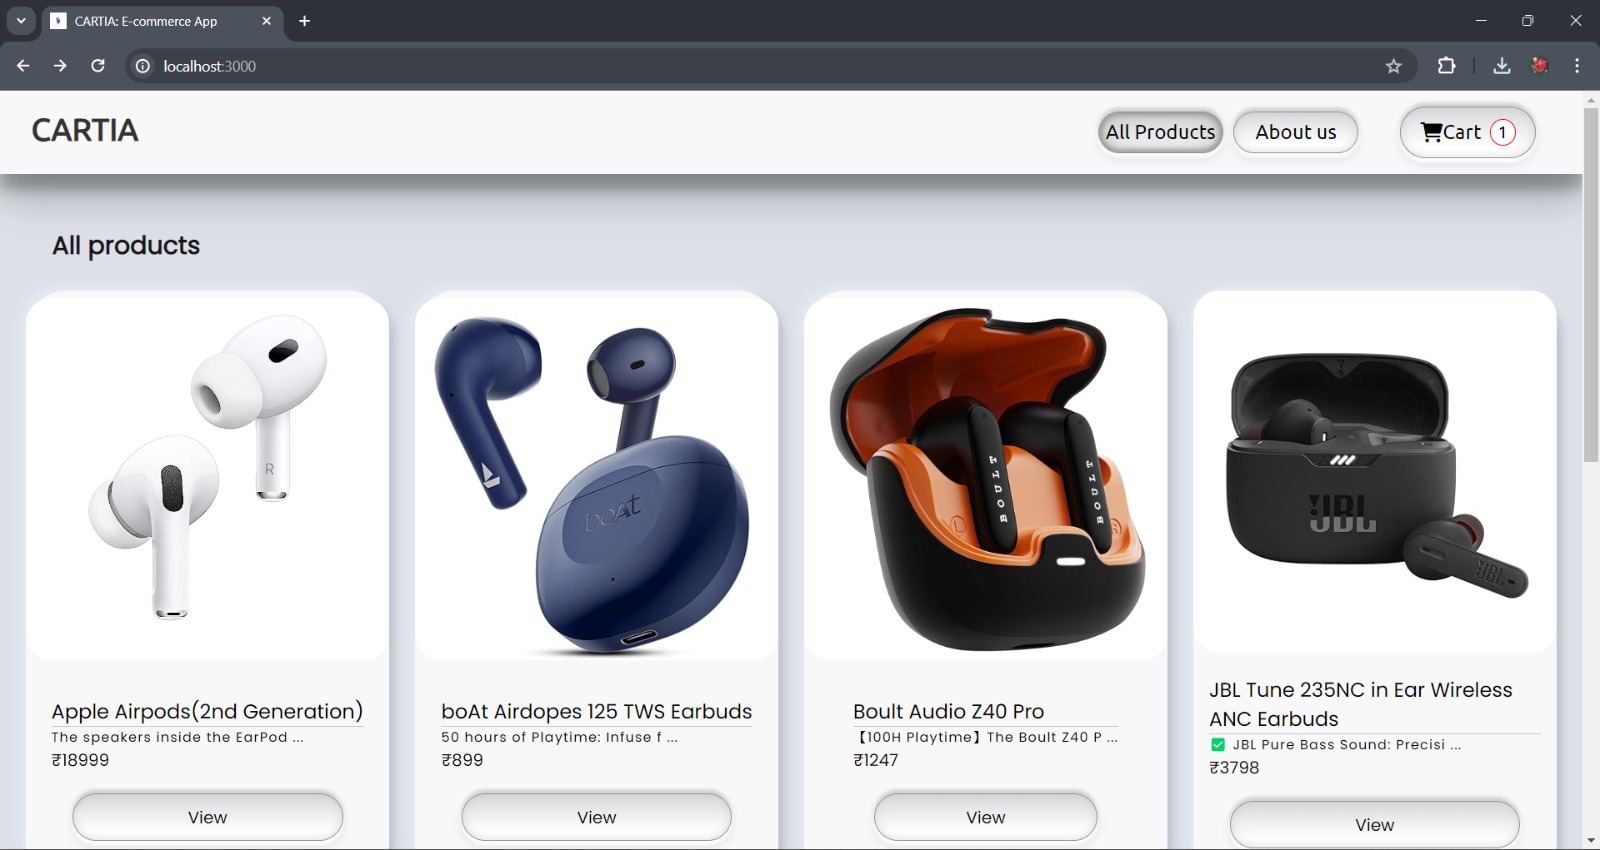 CARTIA: E-commerce App
localhost:3000
CARTIA
All Products
About us
Cart 1
All products
R
boAt
BOULT
BOULT
L
JBL
JBL
Apple Airpods(2nd Generation)
The speakers inside the EarPod ...
₹18999
View
boAt Airdopes 125 TWS Earbuds
50 hours of Playtime: Infuse f ...
₹899
View
Boult Audio Z40 Pro
【100H Playtime】The Boult Z40 P ...
₹1247
View
JBL Tune 235NC in Ear Wireless
ANC Earbuds
✅ JBL Pure Bass Sound: Precisi ...
₹3798
View